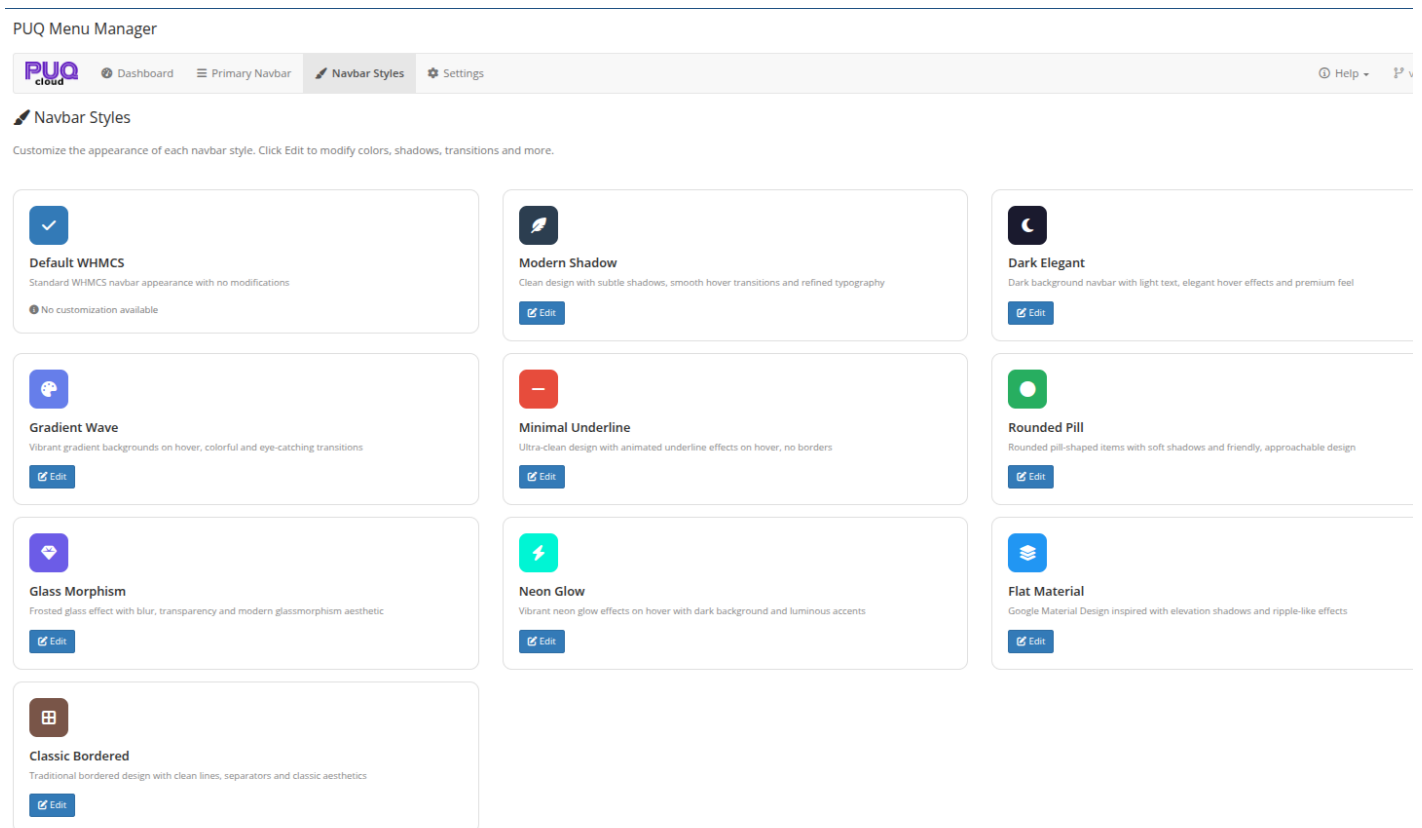 PUQ Menu Manager
PUQ cloud Dashboard Primary Navbar Navbar Styles Settings Help v
Navbar Styles
Customize the appearance of each navbar style. Click Edit to modify colors, shadows, transitions and more.
Default WHMCS
Standard WHMCS navbar appearance with no modifications
No customization available
Modern Shadow
Clean design with subtle shadows, smooth hover transitions and refined typography
Edit
Dark Elegant
Dark background navbar with light text, elegant hover effects and premium feel
Edit
Gradient Wave
Vibrant gradient backgrounds on hover, colorful and eye-catching transitions
Edit
Minimal Underline
Ultra-clean design with animated underline effects on hover, no borders
Edit
Rounded Pill
Rounded pill-shaped items with soft shadows and friendly, approachable design
Edit
Glass Morphism
Frosted glass effect with blur, transparency and modern glassmorphism aesthetic
Edit
Neon Glow
Vibrant neon glow effects on hover with dark background and luminous accents
Edit
Flat Material
Google Material Design inspired with elevation shadows and ripple-like effects
Edit
Classic Bordered
Traditional bordered design with clean lines, separators and classic aesthetics
Edit